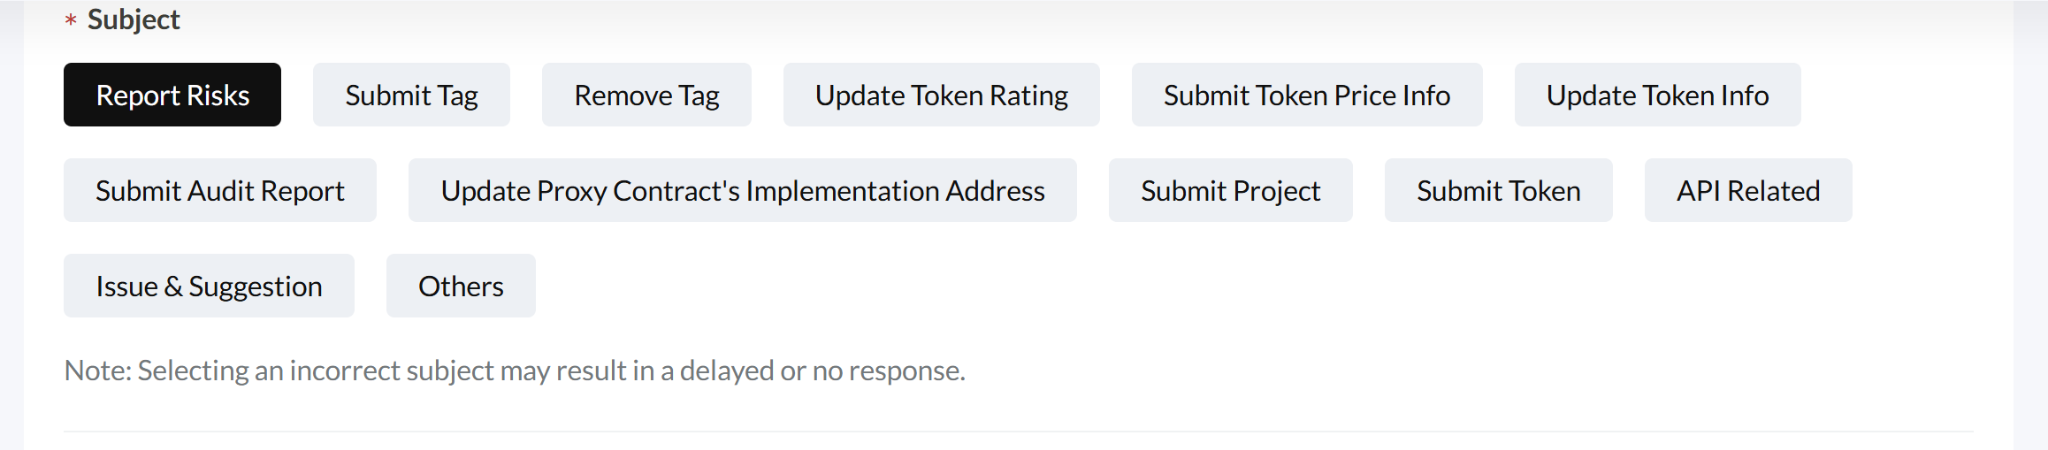 * Subject
Report Risks Submit Tag Remove Tag Update Token Rating Submit Token Price Info Update Token Info
Submit Audit Report Update Proxy Contract's Implementation Address Submit Project Submit Token API Related
Issue & Suggestion Others
Note: Selecting an incorrect subject may result in a delayed or no response.